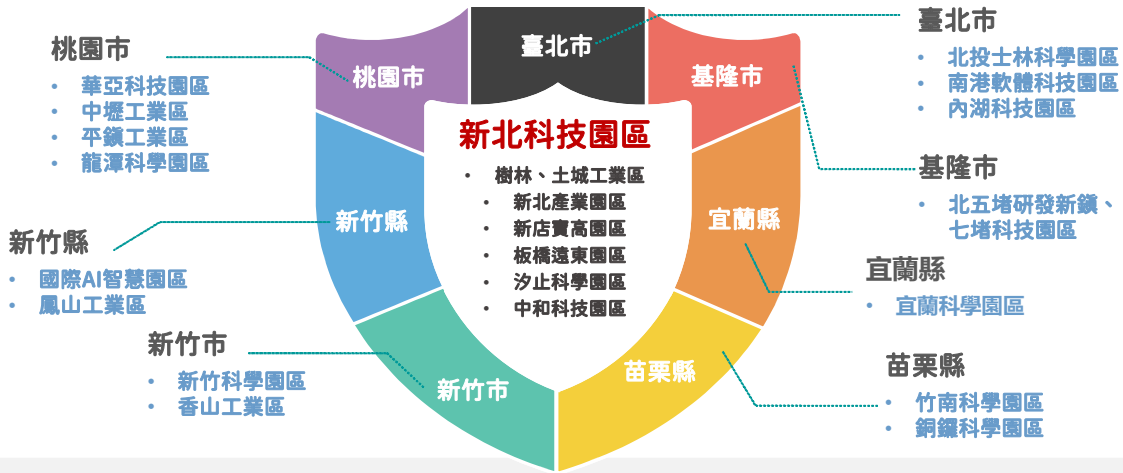 桃園市
• 華亞科技園區
• 中壢工業區
• 平鎮工業區
• 龍潭科學園區
新竹縣
• 國際AI智慧園區
• 鳳山工業區
新竹市
• 新竹科學園區
• 香山工業區
臺北市
桃園市
基隆市
新竹縣
宜蘭縣
新竹市
苗栗縣
新北科技園區
• 樹林、土城工業區
• 新北產業園區
• 新店寶高園區
• 板橋遠東園區
• 汐止科學園區
• 中和科技園區
臺北市
• 北投士林科學園區
• 南港軟體科技園區
• 內湖科技園區
基隆市
• 北五堵研發新鎮、
七堵科技園區
宜蘭縣
• 宜蘭科學園區
苗栗縣
• 竹南科學園區
• 銅鑼科學園區